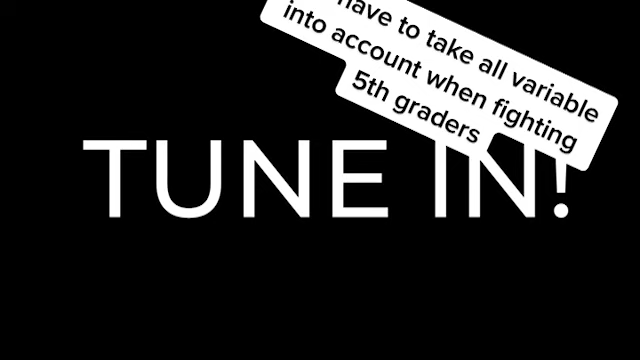 have to take all variable
into account when fighting
5th graders
TUNE IN!